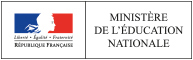 Liberté • Égalité • Fraternité
RÉPUBLIQUE FRANÇAISE
MINISTÈRE
DE L'ÉDUCATION
NATIONALE